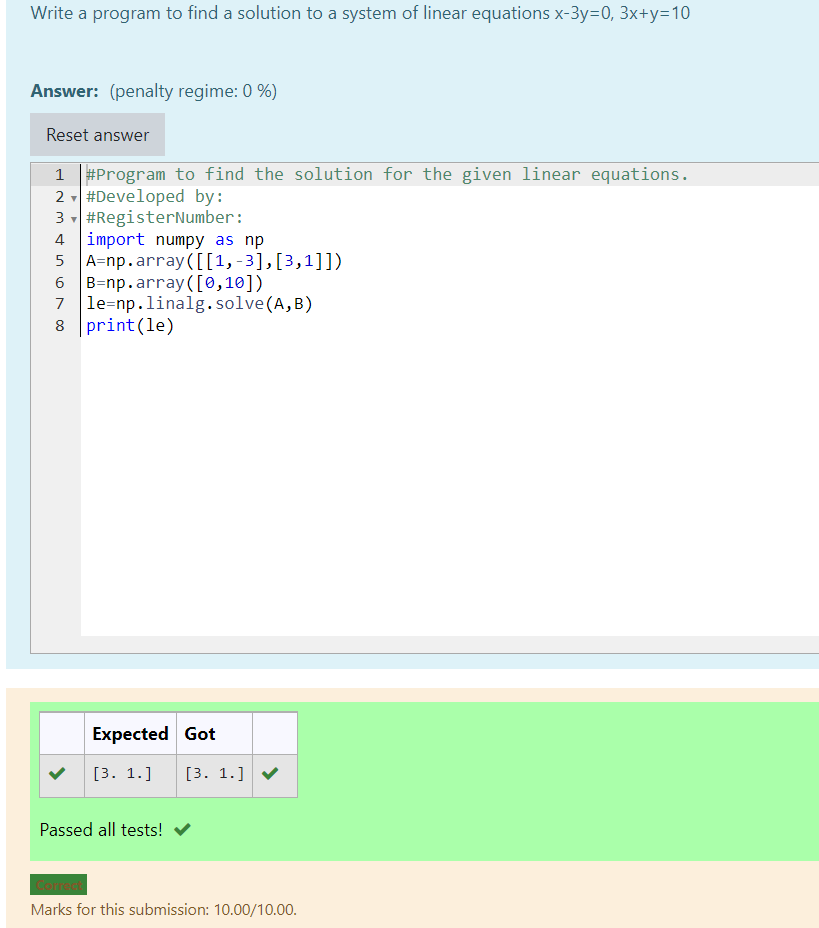 Write a program to find a solution to a system of linear equations x-3y=0, 3x+y=10
Answer: (penalty regime: 0 %)
Reset answer
1 #Program to find the solution for the given linear equations.
2 #Developed by:
3 #RegisterNumber:
4 import numpy as np
5 A=np.array([[1,-3],[3,1]])
6 B=np.array([0,10])
7 le=np.linalg.solve(A,B)
8 print(le)
Expected Got
[3. 1.] [3. 1.]
Passed all tests!
Correct
Marks for this submission: 10.00/10.00.